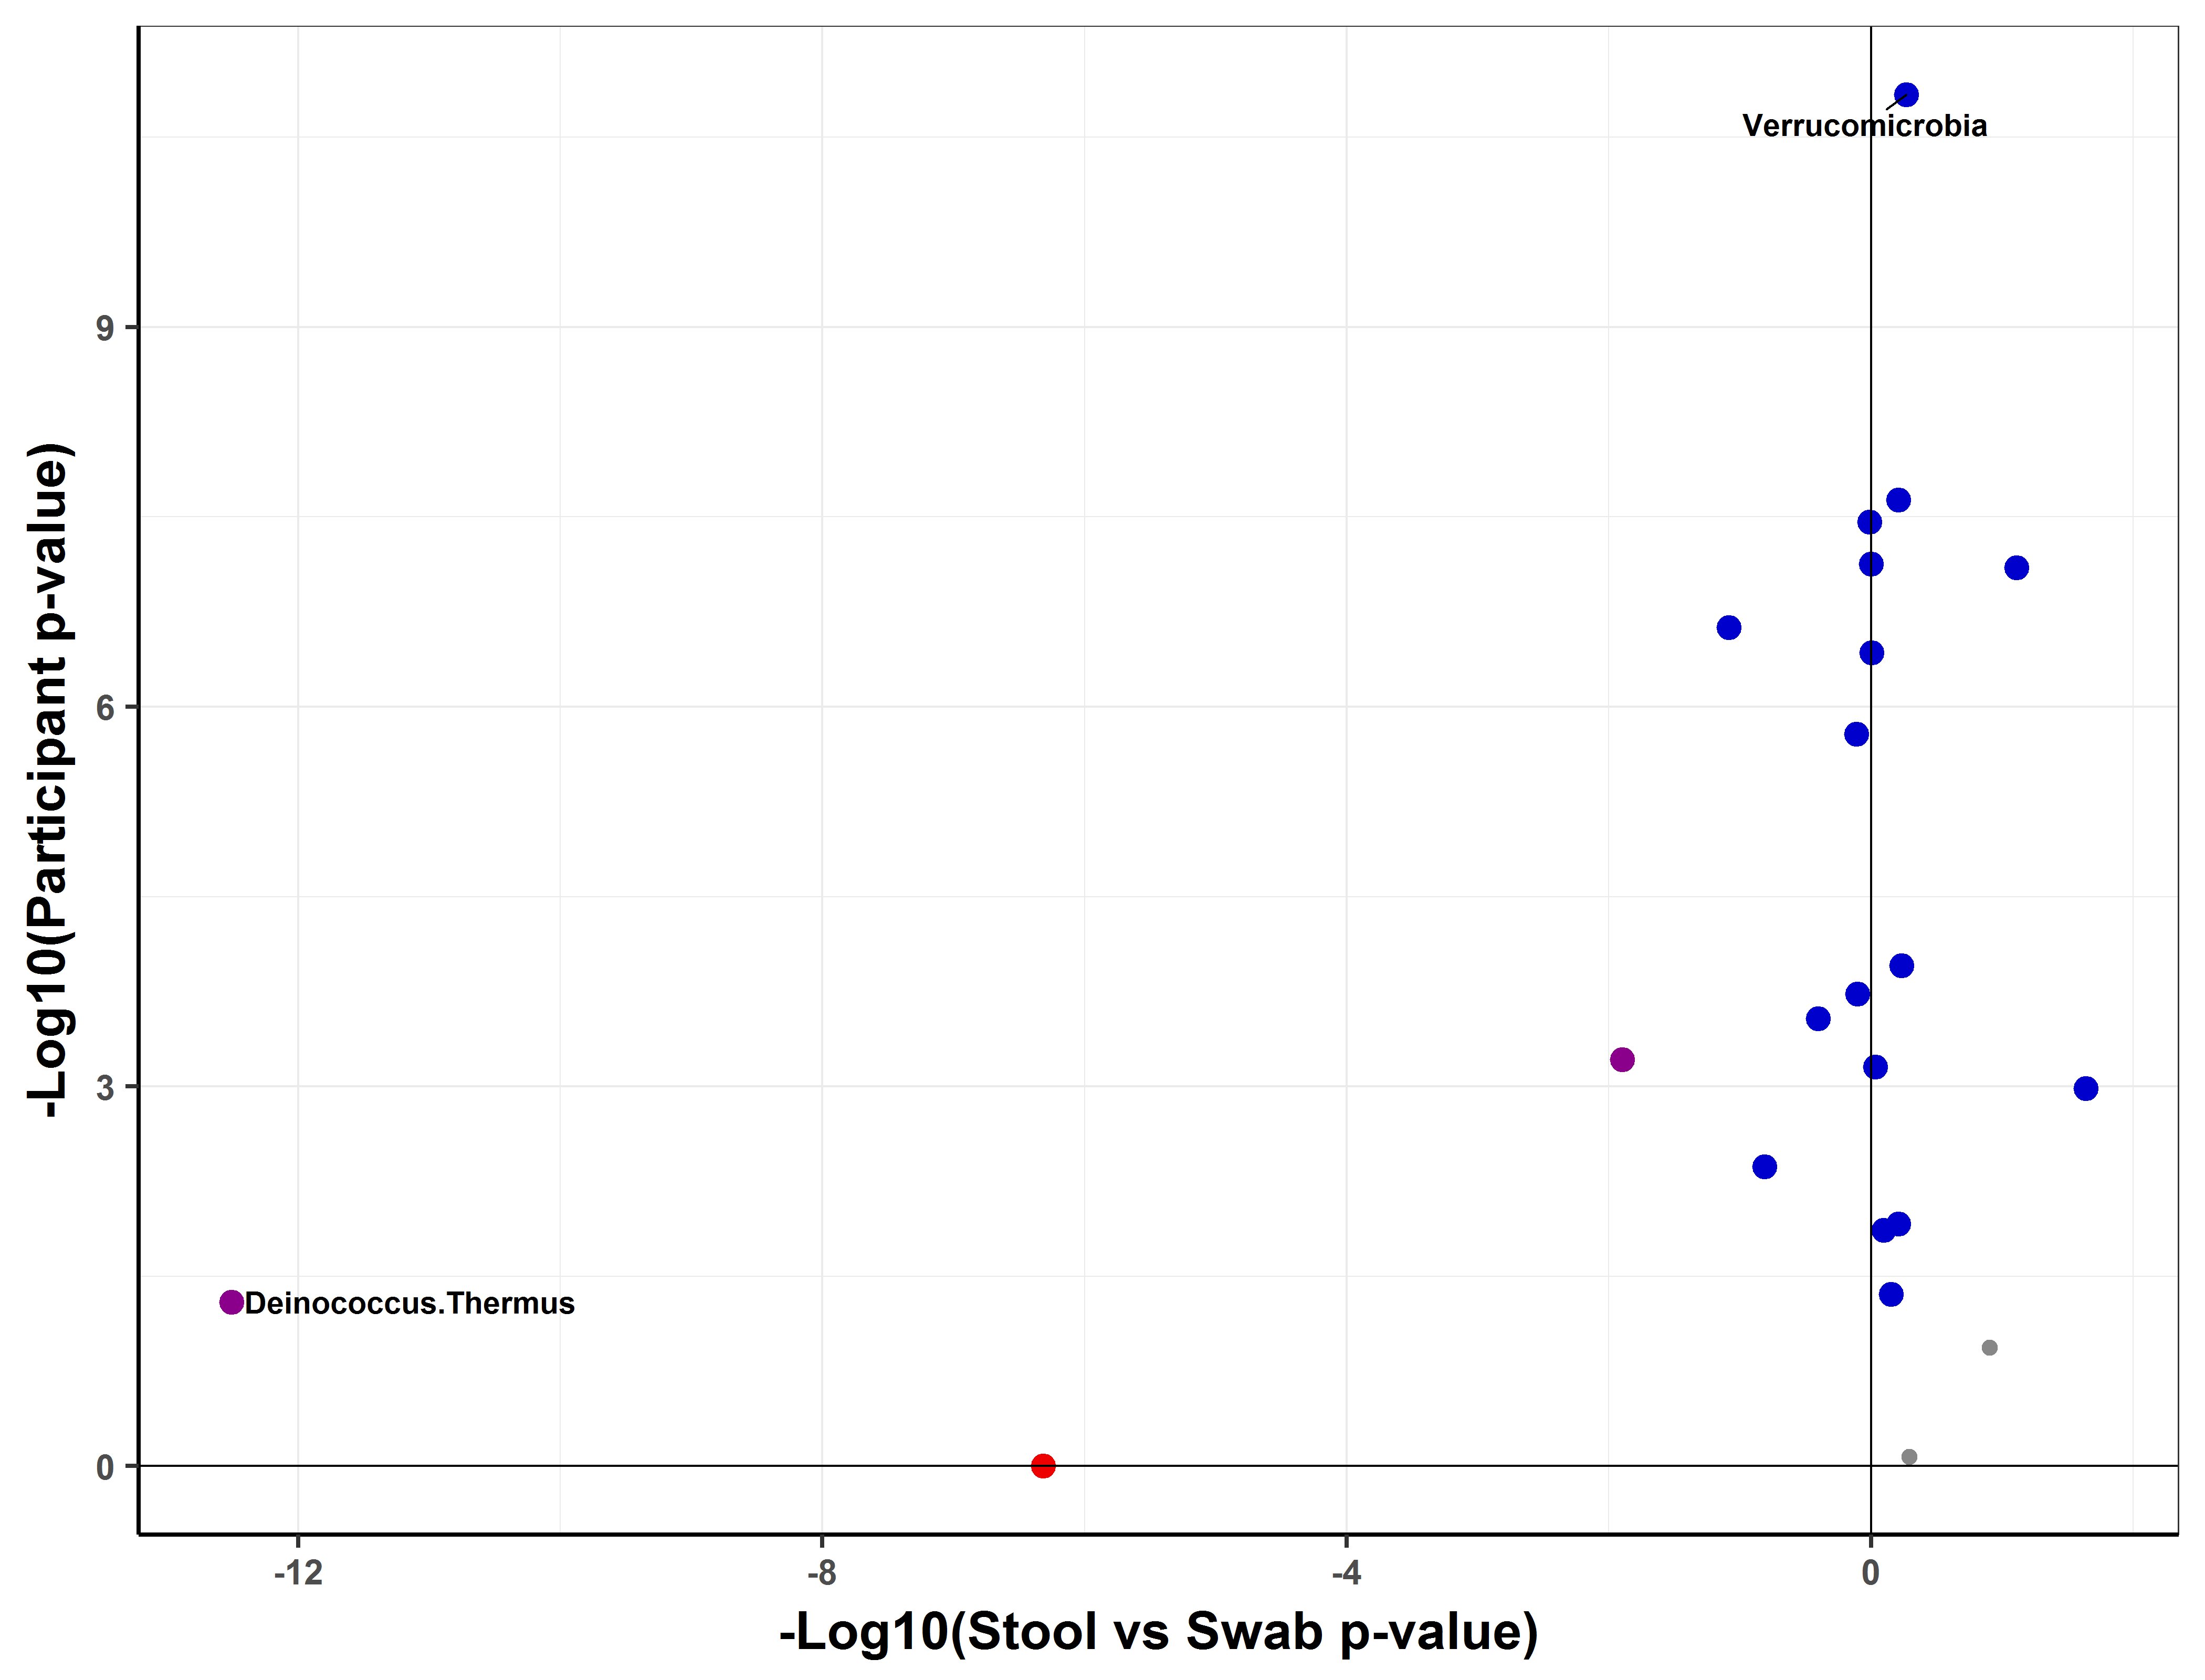 Verrucomicrobia
9
6
3
0
Deinococcus.Thermus
-12
-8
-4
0
-Log10(Stool vs Swab p-value)
-Log10(Participant p-value)